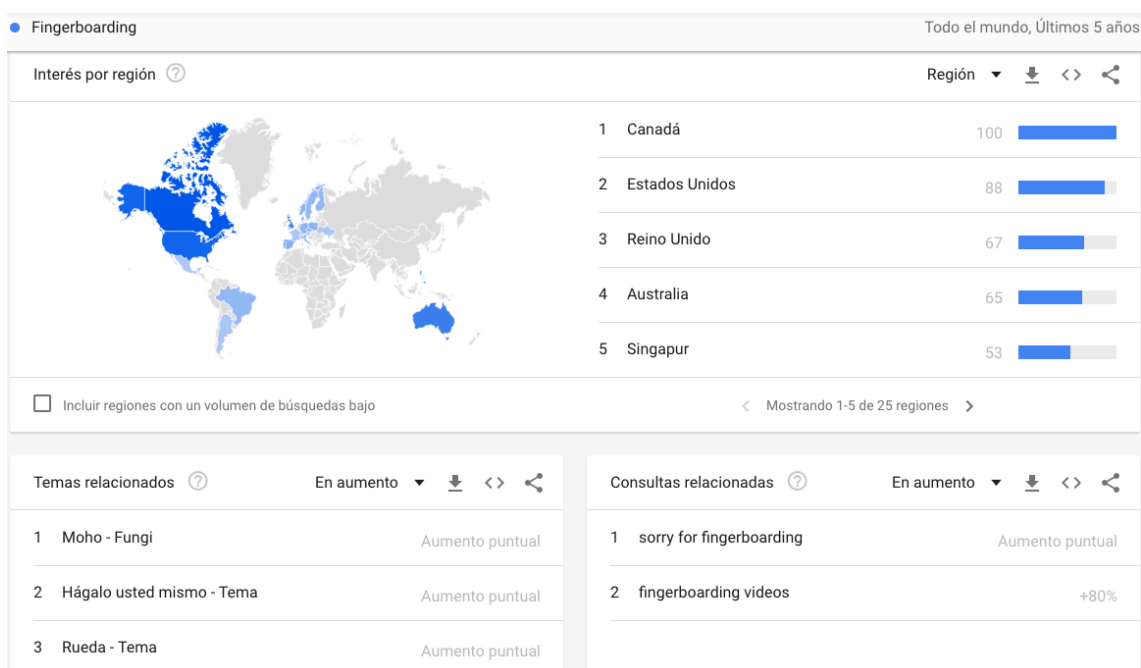 Fingerboarding
Todo el mundo, Últimos 5 años
Interés por región
Región
1 Canadá 100
2 Estados Unidos 88
3 Reino Unido 67
4 Australia 65
5 Singapur 53
Incluir regiones con un volumen de búsquedas bajo
Mostrando 1-5 de 25 regiones
Temas relacionados
En aumento
1 Moho - Fungi Aumento puntual
2 Hágalo usted mismo - Tema Aumento puntual
3 Rueda - Tema Aumento puntual
Consultas relacionadas
En aumento
1 sorry for fingerboarding Aumento puntual
2 fingerboarding videos +80%